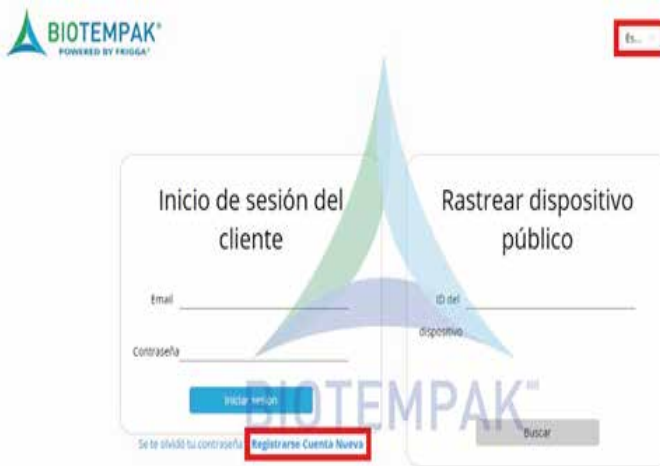 BIOTEMPAK®
POWERED BY FRIGGA®
Es...
Inicio de sesión del
cliente
Email
Contraseña
Iniciar sesión
Se te olvidó tu contraseña
Registrarse Cuenta Nueva
Rastrear dispositivo
público
ID del
dispositivo
Buscar
BIOTEMPAK™